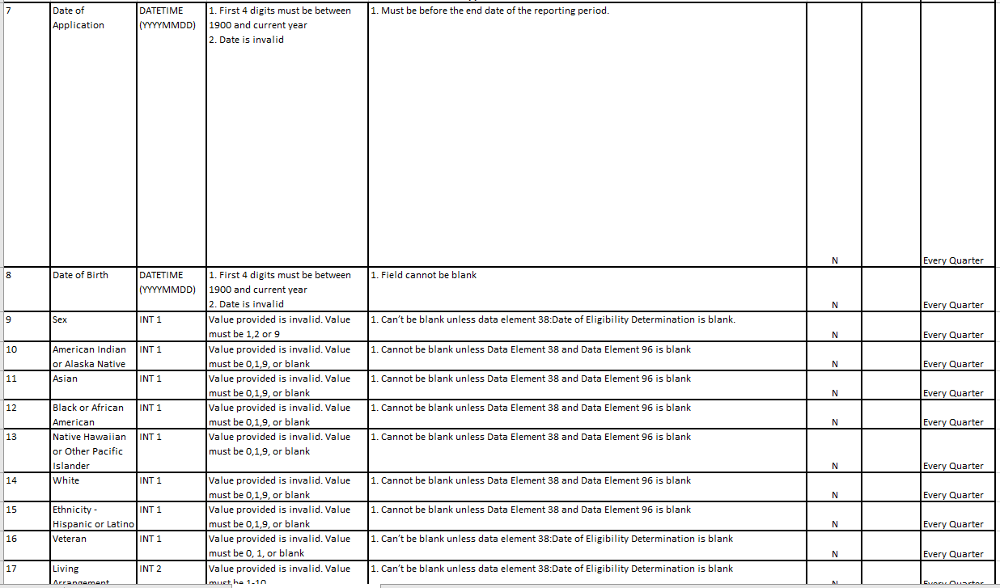 7 Date of DATETIME 1. First 4 digits must be between 1. Must be before the end date of the reporting period.
Application (YYYYMMDD) 1900 and current year
2. Date is invalid
N Every Quarter
8 Date of Birth DATETIME 1. First 4 digits must be between 1. Field cannot be blank
(YYYYMMDD) 1900 and current year
2. Date is invalid N Every Quarter
9 Sex INT 1 Value provided is invalid. Value 1. Can't be blank unless data element 38:Date of Eligibility Determination is blank.
must be 1,2 or 9 N Every Quarter
10 American Indian INT 1 Value provided is invalid. Value 1. Cannot be blank unless Data Element 38 and Data Element 96 is blank
or Alaska Native must be 0,1,9, or blank N Every Quarter
11 Asian INT 1 Value provided is invalid. Value 1. Cannot be blank unless Data Element 38 and Data Element 96 is blank
must be 0,1,9, or blank N Every Quarter
12 Black or African INT 1 Value provided is invalid. Value 1. Cannot be blank unless Data Element 38 and Data Element 96 is blank
American must be 0,1,9, or blank N Every Quarter
13 Native Hawaiian INT 1 Value provided is invalid. Value 1. Cannot be blank unless Data Element 38 and Data Element 96 is blank
or Other Pacific must be 0,1,9, or blank
Islander N Every Quarter
14 White INT 1 Value provided is invalid. Value 1. Cannot be blank unless Data Element 38 and Data Element 96 is blank
must be 0,1,9, or blank N Every Quarter
15 Ethnicity - INT 1 Value provided is invalid. Value 1. Cannot be blank unless Data Element 38 and Data Element 96 is blank
Hispanic or Latino must be 0,1,9, or blank N Every Quarter
16 Veteran INT 1 Value provided is invalid. Value 1. Can't be blank unless data element 38:Date of Eligibility Determination is blank
must be 0, 1, or blank N Every Quarter
17 Living INT 2 Value provided is invalid. Value 1. Can't be blank unless data element 38:Date of Eligibility Determination is blank
Arrangement must be 1-10 N Every Quarter